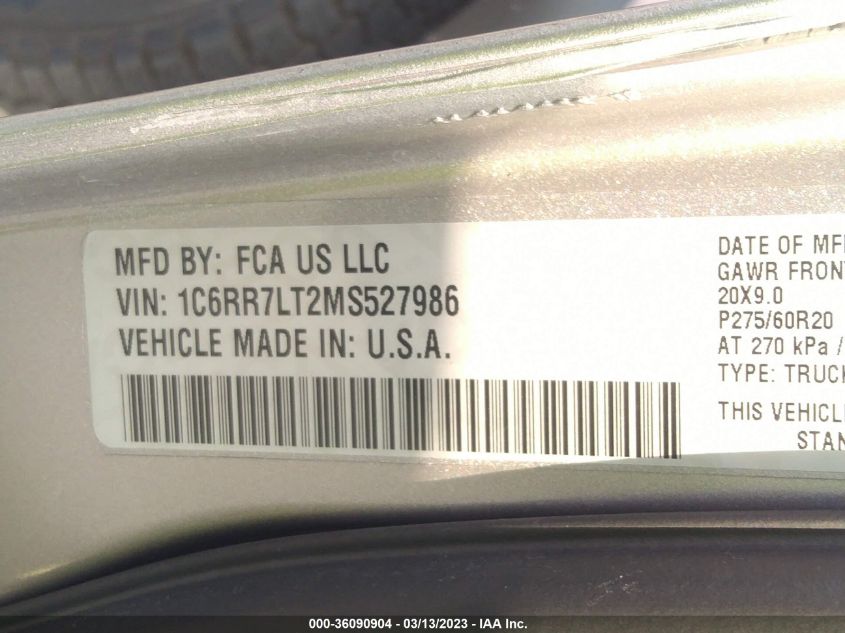 MFD BY: FCA US LLC
VIN: 1C6RR7LT2MS527986
VEHICLE MADE IN: U.S.A.
DATE OF MF
GAWR FRONT
20X9.0
P275/60R20
AT 270 kPa /
TYPE: TRUCK
THIS VEHICL
STAN
000-36090904 - 03/13/2023 - IAA Inc.